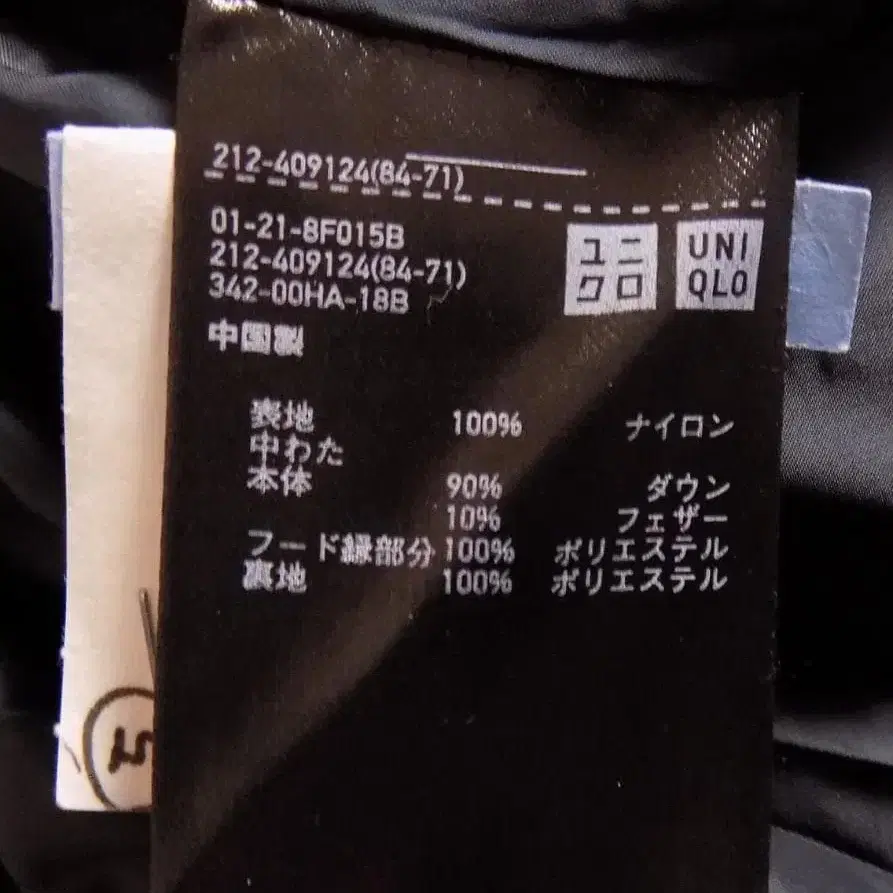 212-409124(84-71)
01-21-8F015B
212-409124(84-71)
342-00HA-18B
中国製
ユニ
クロ
UNI
QLO
表地 100% ナイロン
中わた
本体 90% ダウン
10% フェザー
フード縁部分 100% ポリエステル
裏地 100% ポリエステル